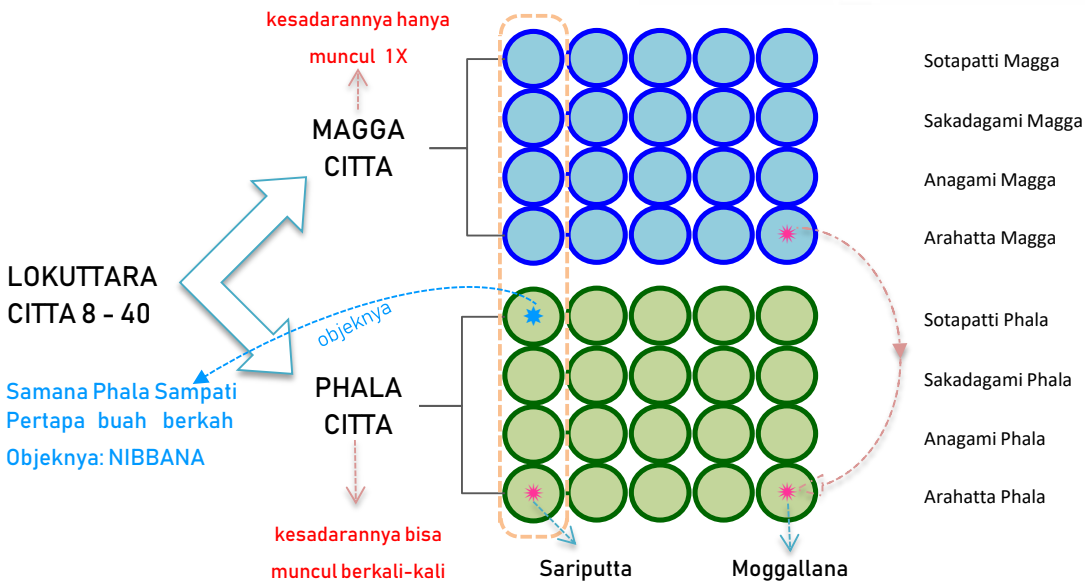 kesadarannya hanya
muncul 1X
MAGGA
CITTA
LOKUTTARA
CITTA 8 - 40
objeknya
Samana Phala Sampati
Pertapa buah berkah
Objeknya: NIBBANA
PHALA
CITTA
kesadarannya bisa
muncul berkali-kali
Sotapatti Magga
Sakadagami Magga
Anagami Magga
Arahatta Magga
Sotapatti Phala
Sakadagami Phala
Anagami Phala
Arahatta Phala
Sariputta
Moggallana